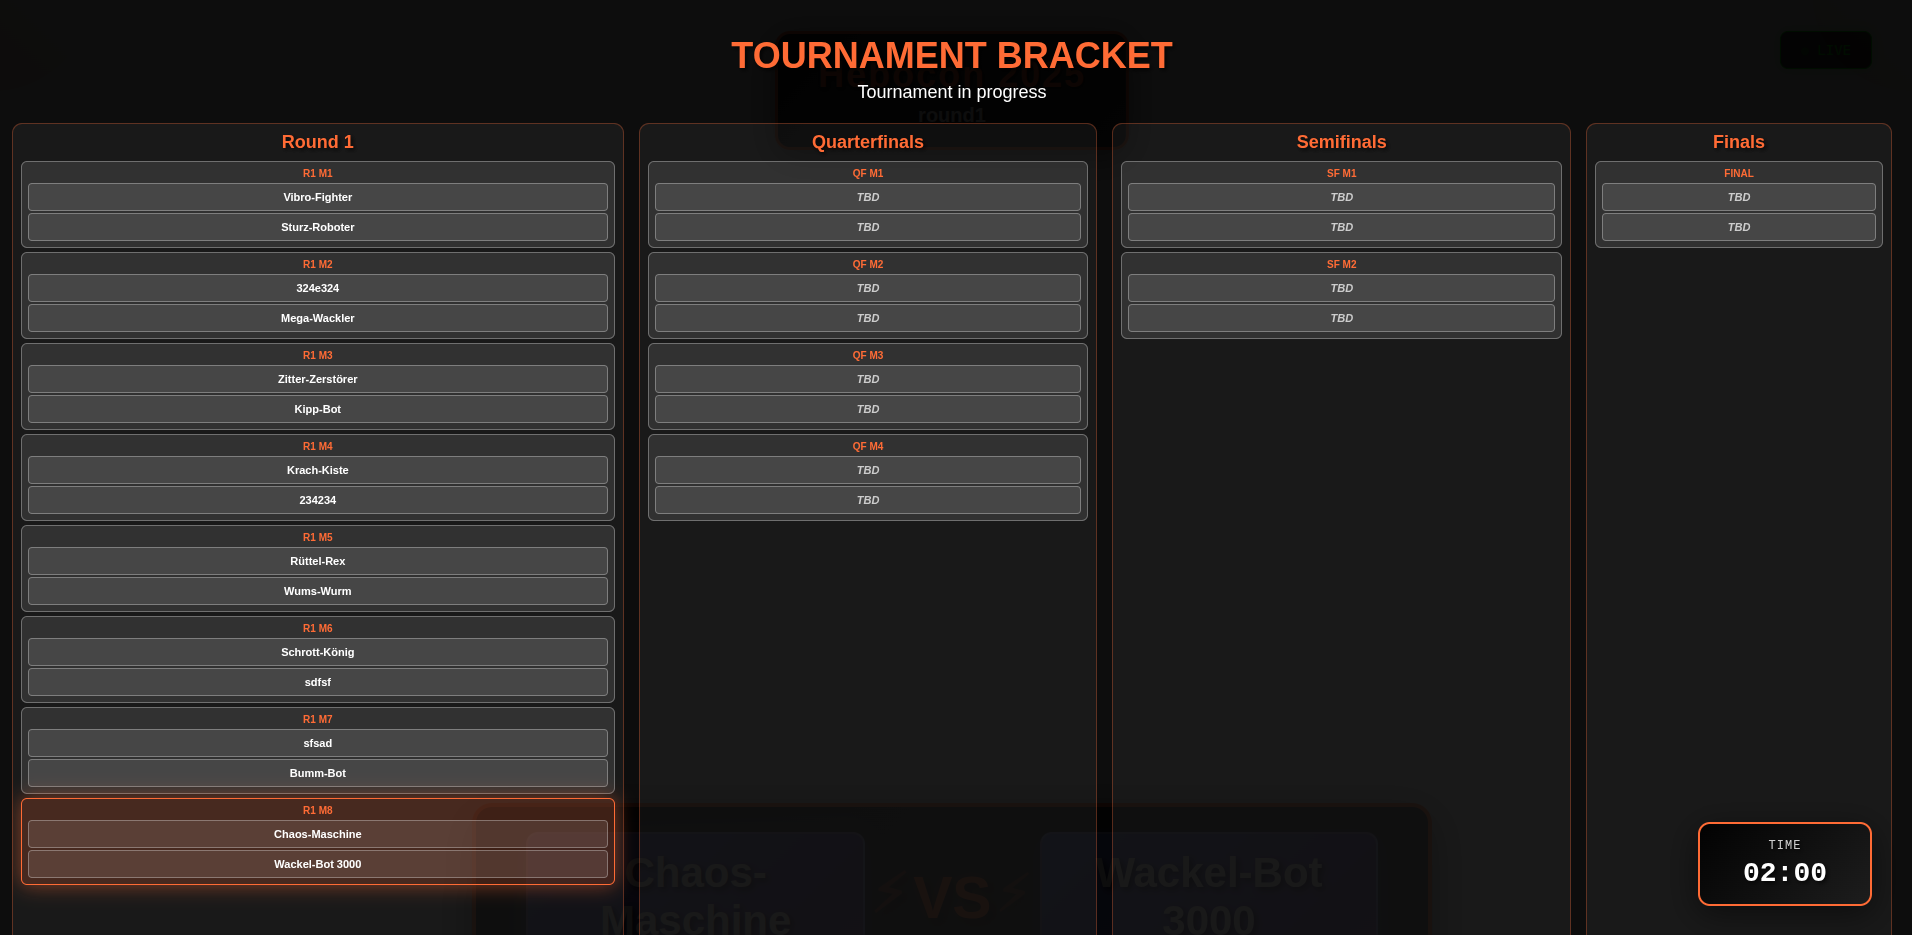 TOURNAMENT BRACKET
Tournament in progress
round1
Round 1
R1 M1
Vibro-Fighter
Sturz-Roboter
R1 M2
324e324
Mega-Wackler
R1 M3
Zitter-Zerstörer
Kipp-Bot
R1 M4
Krach-Kiste
234234
R1 M5
Rüttel-Rex
Wums-Wurm
R1 M6
Schrott-König
sdfsf
R1 M7
sfsad
Bumm-Bot
R1 M8
Chaos-Maschine
Wackel-Bot 3000
Quarterfinals
QF M1
TBD
TBD
QF M2
TBD
TBD
QF M3
TBD
TBD
QF M4
TBD
TBD
Semifinals
SF M1
TBD
TBD
SF M2
TBD
TBD
Finals
FINAL
TBD
TBD
Chaos-
Maschine
VS
Wackel-Bot
3000
TIME
02:00